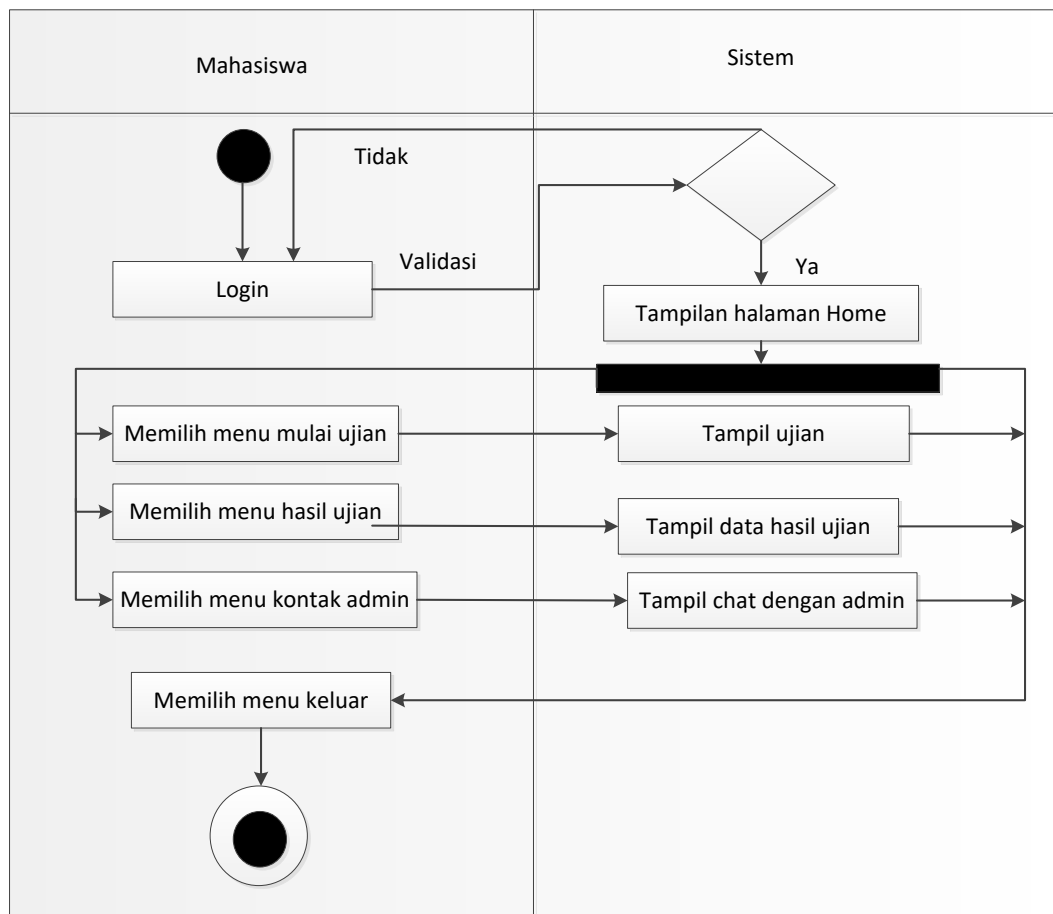 Mahasiswa
Sistem
Tidak
Validasi
Ya
Login
Tampilan halaman Home
Memilih menu mulai ujian
Tampil ujian
Memilih menu hasil ujian
Tampil data hasil ujian
Memilih menu kontak admin
Tampil chat dengan admin
Memilih menu keluar